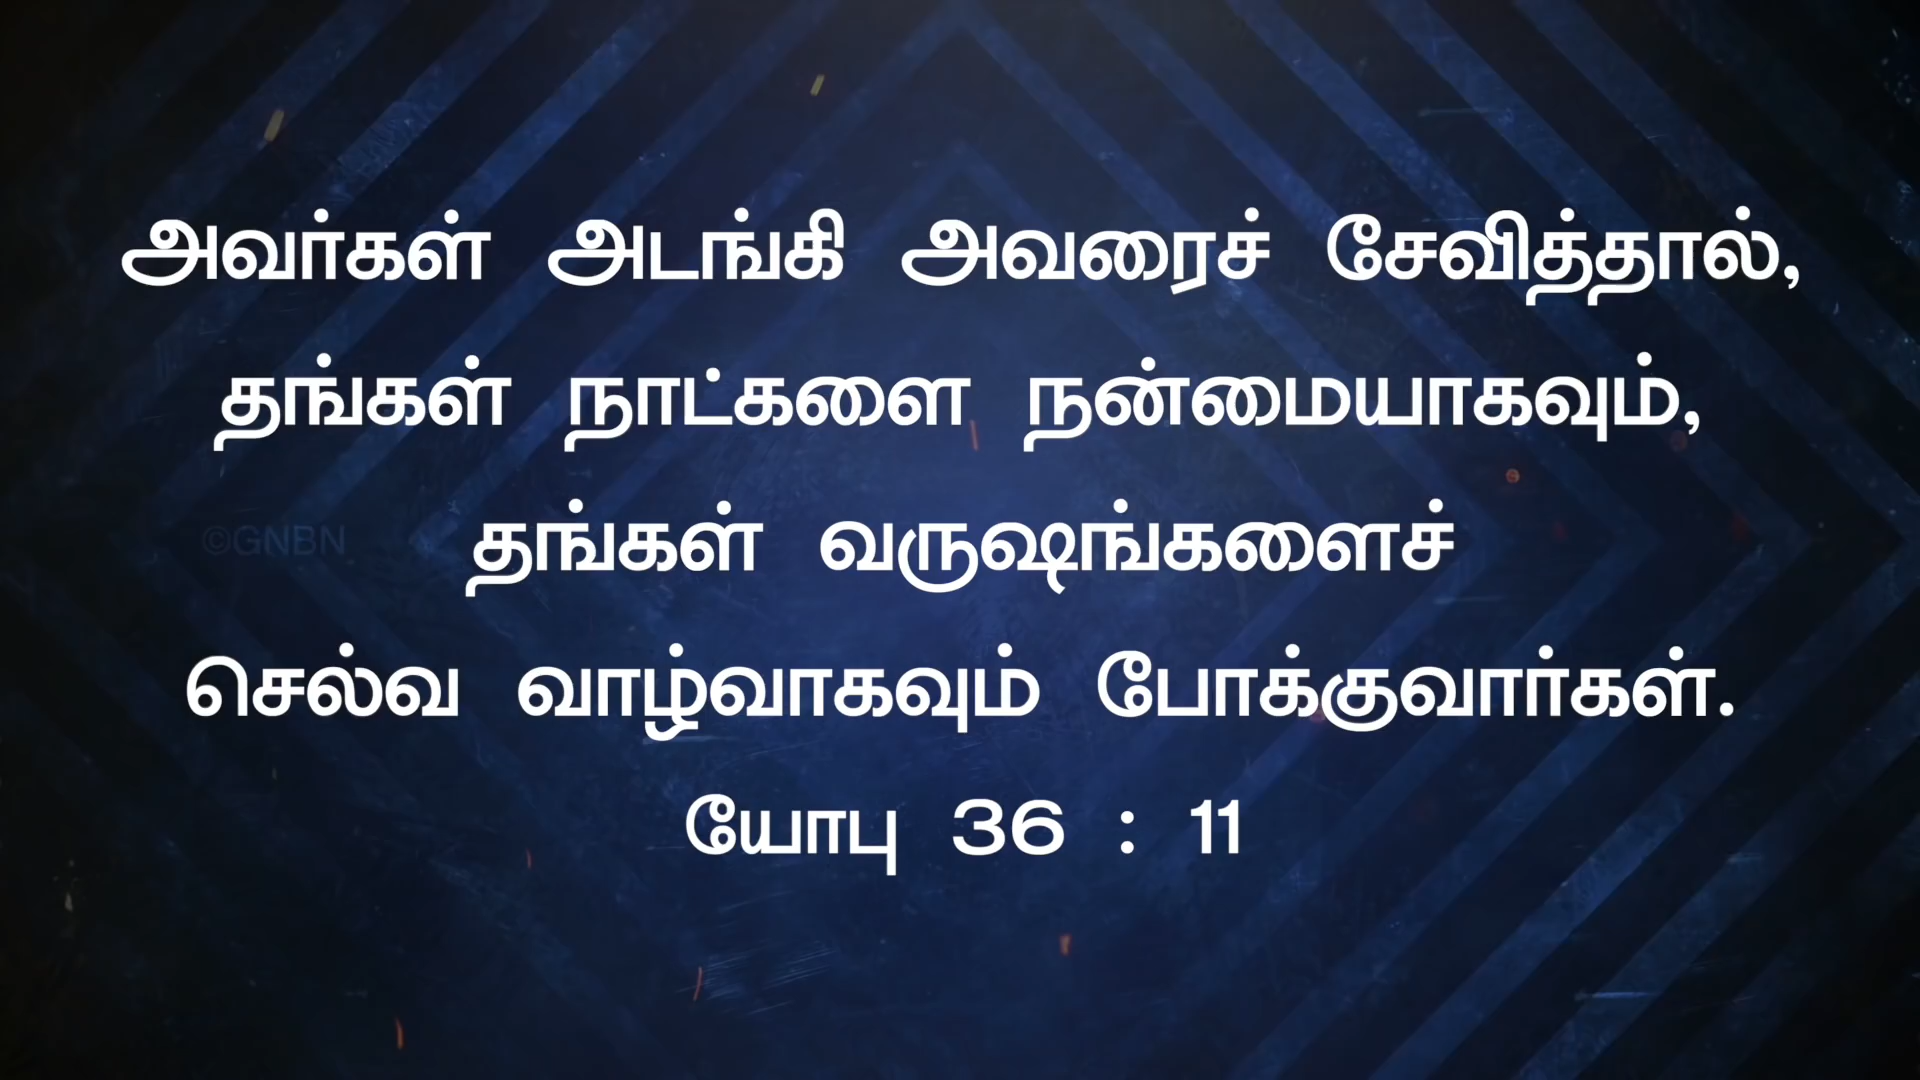 அவர்கள் அடங்கி அவரைச் சேவித்தால்,
தங்கள் நாட்களை நன்மையாகவும்,
தங்கள் வருஷங்களைச்
செல்வ வாழ்வாகவும் போக்குவார்கள்.
யோபு 36 : 11
©GNBN